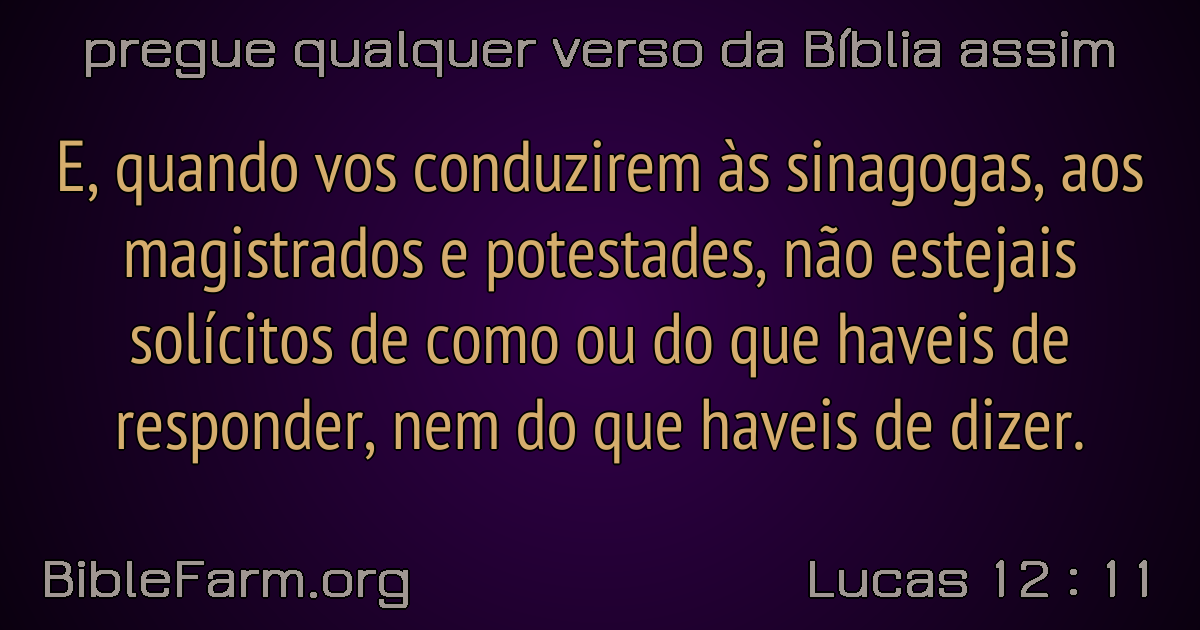 pregue qualquer verso da Bíblia assim
E, quando vos conduzirem às sinagogas, aos
magistrados e potestades, não estejais
solícitos de como ou do que haveis de
responder, nem do que haveis de dizer.
BibleFarm.org
Lucas 12 : 11